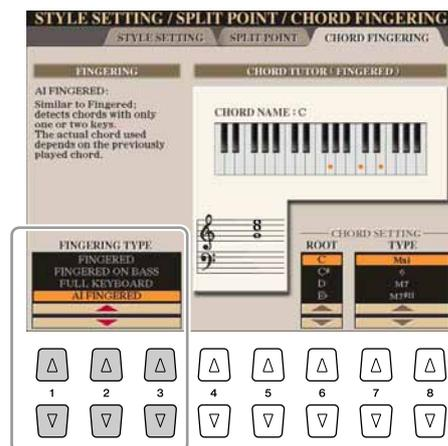 STYLE SETTING / SPLIT POINT / CHORD FINGERING
STYLE SETTING
SPLIT POINT
CHORD FINGERING
FINGERING
CHORD TUTOR (FINGERED)
AI FINGERED:
Similar to Fingered;
detects chords with only
one or two keys.
The actual chord used
depends on the previously
played chord.
CHORD NAME : C
FINGERING TYPE
FINGERED
FINGERED ON BASS
FULL KEYBOARD
AI FINGERED
CHORD SETTING
ROOT
TYPE
C
Maj
C#
6
D
M7
E♭
M7#11
1 2 3 4 5 6 7 8